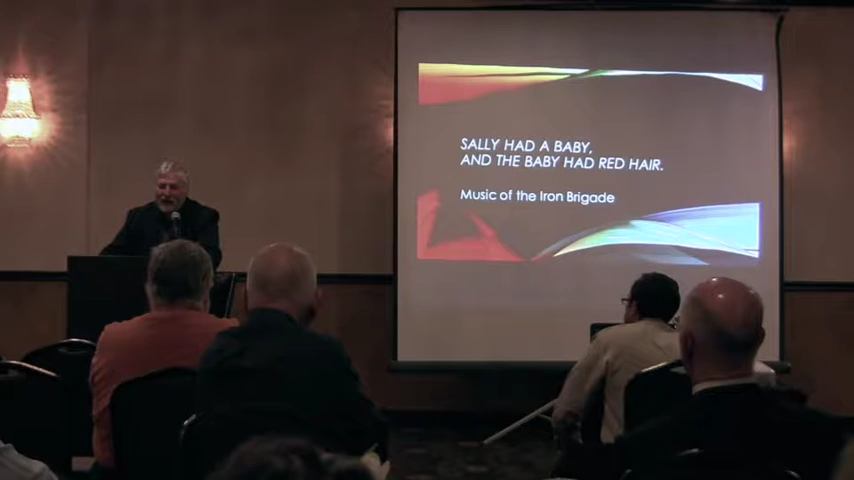 SALLY HAD A BABY,
AND THE BABY HAD RED HAIR.
Music of the Iron Brigade